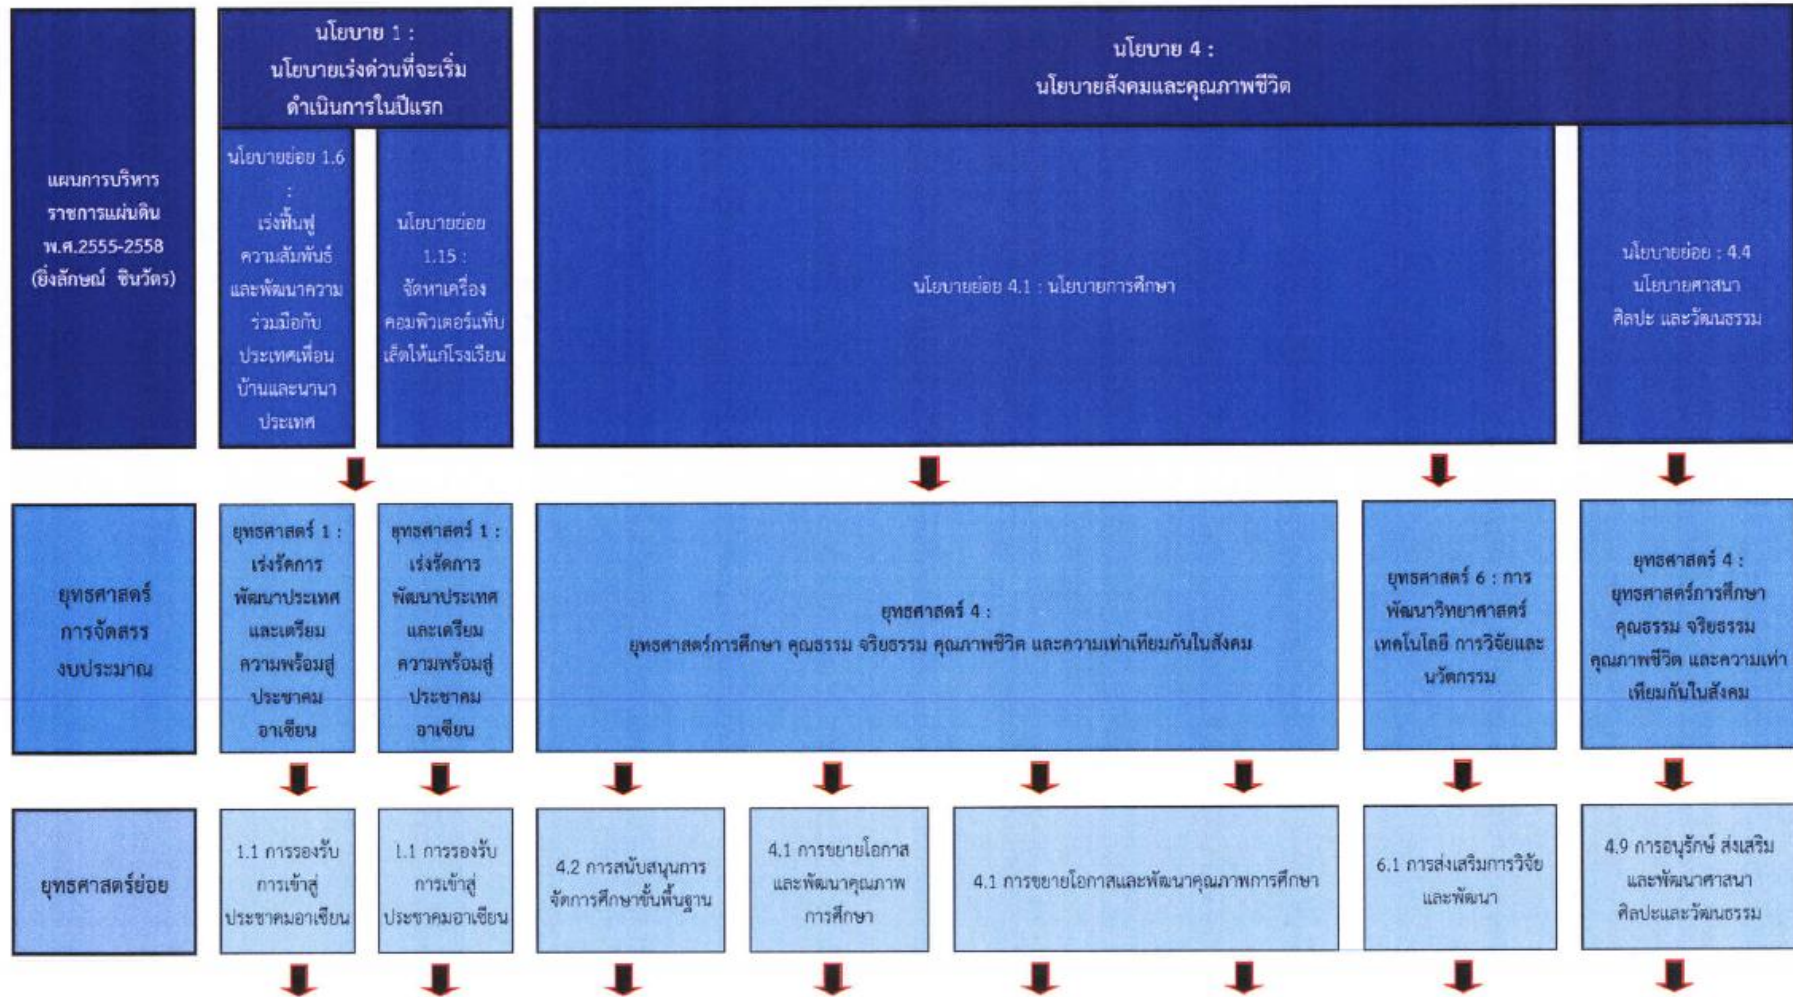 แผนการบริหาร
ราชการแผ่นดิน
พ.ศ.2555-2558
(ยิ่งลักษณ์ ชินวัตร)
นโยบาย 1 :
นโยบายเร่งด่วนที่จะเริ่ม
ดำเนินการในปีแรก
นโยบาย 4 :
นโยบายสังคมและคุณภาพชีวิต
นโยบายย่อย 1.6
:
เร่งฟื้นฟู
ความสัมพันธ์
และพัฒนาความ
ร่วมมือกับ
ประเทศเพื่อน
บ้านและนานา
ประเทศ
นโยบายย่อย
1.15 :
จัดหาเครื่อง
คอมพิวเตอร์แท็บ
เล็ตให้แก่โรงเรียน
นโยบายย่อย 4.1 : นโยบายการศึกษา
นโยบายย่อย : 4.4
นโยบายศาสนา
ศิลปะ และวัฒนธรรม
ยุทธศาสตร์
การจัดสรร
งบประมาณ
ยุทธศาสตร์ 1 :
เร่งรัดการ
พัฒนาประเทศ
และเตรียม
ความพร้อมสู่
ประชาคม
อาเซียน
ยุทธศาสตร์ 1 :
เร่งรัดการ
พัฒนาประเทศ
และเตรียม
ความพร้อมสู่
ประชาคม
อาเซียน
ยุทธศาสตร์ 4 :
ยุทธศาสตร์การศึกษา คุณธรรม จริยธรรม คุณภาพชีวิต และความเท่าเทียมกันในสังคม
ยุทธศาสตร์ 6 : การ
พัฒนาวิทยาศาสตร์
เทคโนโลยี การวิจัยและ
นวัตกรรม
ยุทธศาสตร์ 4 :
ยุทธศาสตร์การศึกษา
คุณธรรม จริยธรรม
คุณภาพชีวิต และความเท่า
เทียมกันในสังคม
ยุทธศาสตร์ย่อย
1.1 การรองรับ
การเข้าสู่
ประชาคมอาเซียน
1.1 การรองรับ
การเข้าสู่
ประชาคมอาเซียน
4.2 การสนับสนุนการ
จัดการศึกษาขั้นพื้นฐาน
4.1 การขยายโอกาส
และพัฒนาคุณภาพ
การศึกษา
4.1 การขยายโอกาสและพัฒนาคุณภาพการศึกษา
6.1 การส่งเสริมการวิจัย
และพัฒนา
4.9 การอนุรักษ์ ส่งเสริม
และพัฒนาศาสนา
ศิลปะและวัฒนธรรม